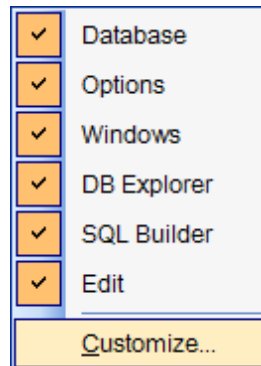 Database
Options
Windows
DB Explorer
SQL Builder
Edit
Customize...